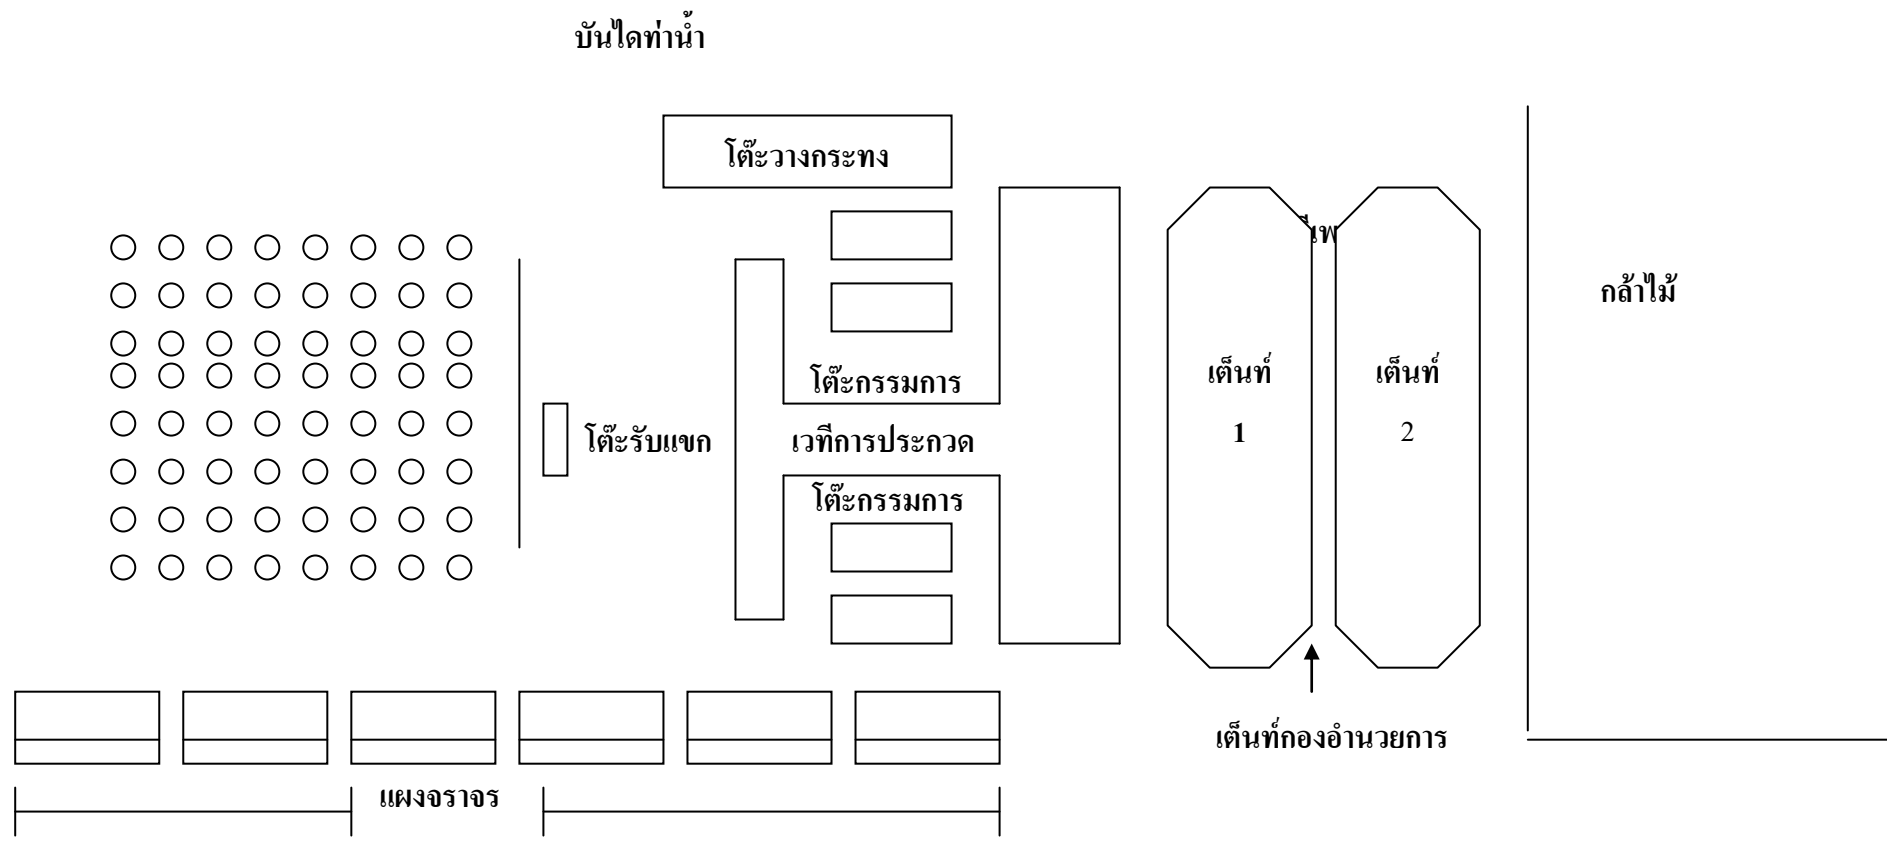 บันไดท่าน้ำ
โต๊ะวางกระทง
กล้าไม้
เต็นท์
1
เต็นท์
2
โต๊ะกรรมการ
โต๊ะรับแขก
เวทีการประกวด
โต๊ะกรรมการ
เต็นท์กองอำนวยการ
แผงจราจร